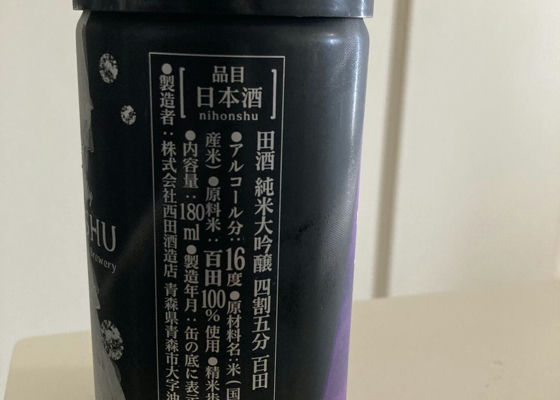 品目
日本酒
nihonshu
田酒 純米大吟醸 四割五分 百田
●アルコール分：16度●原材料名：米（国
産米）●原料米：百田100%使用●精米歩
●内容量：180ml●製造年月：缶の底に表示
●製造者：株式会社西田酒造店 青森県青森市大字油
SHU
brewery